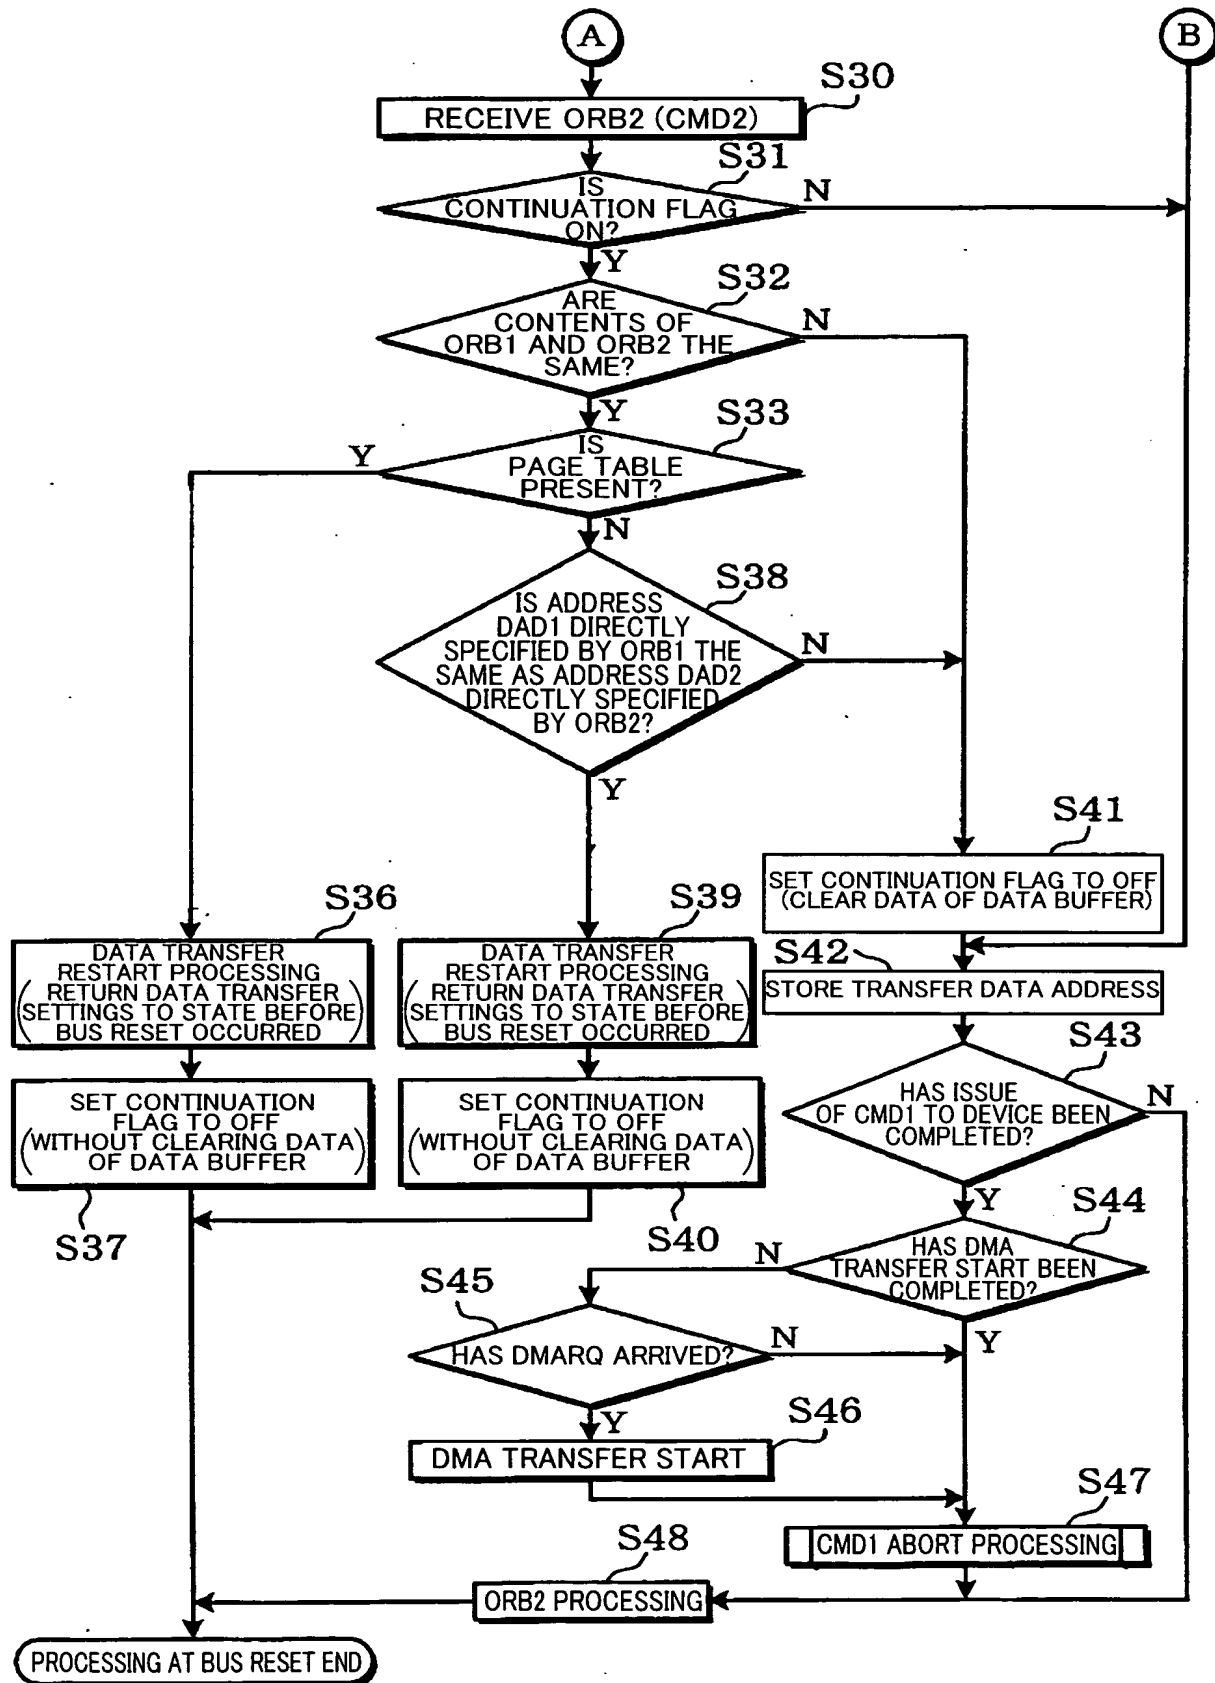 A
B
S30
RECEIVE ORB2 (CMD2)
S31
IS
CONTINUATION FLAG
ON?
N
Y
S32
ARE
CONTENTS OF
ORB1 AND ORB2 THE
SAME?
N
Y
S33
IS
PAGE TABLE
PRESENT?
Y
N
S38
IS ADDRESS
DAD1 DIRECTLY
SPECIFIED BY ORB1 THE
SAME AS ADDRESS DAD2
DIRECTLY SPECIFIED
BY ORB2?
N
Y
S41
SET CONTINUATION FLAG TO OFF
(CLEAR DATA OF DATA BUFFER)
S36
DATA TRANSFER
RESTART PROCESSING
(RETURN DATA TRANSFER
SETTINGS TO STATE BEFORE
BUS RESET OCCURRED)
S39
DATA TRANSFER
RESTART PROCESSING
(RETURN DATA TRANSFER
SETTINGS TO STATE BEFORE
BUS RESET OCCURRED)
S42
STORE TRANSFER DATA ADDRESS
S43
HAS ISSUE
OF CMD1 TO DEVICE BEEN
COMPLETED?
N
Y
SET CONTINUATION
FLAG TO OFF
(WITHOUT CLEARING DATA
OF DATA BUFFER)
S37
SET CONTINUATION
FLAG TO OFF
(WITHOUT CLEARING DATA
OF DATA BUFFER)
S40
S44
HAS DMA
TRANSFER START BEEN
COMPLETED?
N
Y
S45
HAS DMARQ ARRIVED?
N
Y
S46
DMA TRANSFER START
S47
CMD1 ABORT PROCESSING
S48
ORB2 PROCESSING
PROCESSING AT BUS RESET END